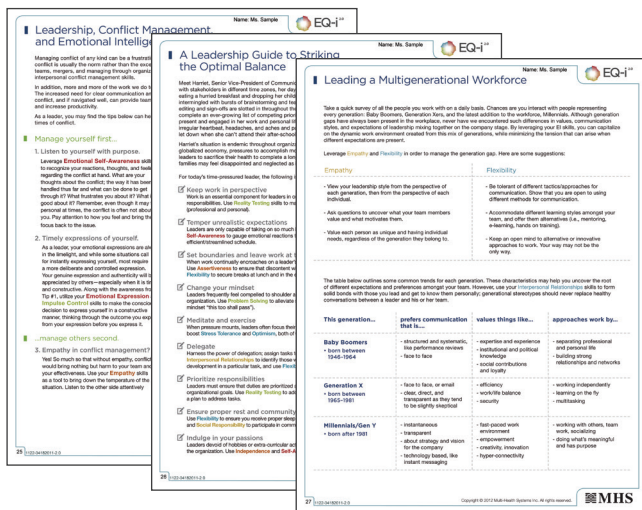 Name: Ms. Sample
EQ-i 2.0
Leadership, Conflict Management,
and Emotional Intellige
Managing conflict of any kind can be a frustrati
conflict is usually the norm rather than the exce
teams, mergers, and managing through organiz
interpersonal conflict management skills.
In addition, more and more of the work we do t
The increased need for clear communication an
conflict, and if navigated well, can provide team
and increase productivity.
As a leader, you may find the tips below can he
times of conflict.
Manage yourself first...
1. Listen to yourself with purpose.
Leverage Emotional Self-Awareness skills
to recognize your reactions, thoughts, and feelin
regarding the conflict at hand. What are your
thoughts about the conflict; the way it has been
handled thus far and what can be done to get
through it? What frustrates you about it? What i
good about it? Remember, even though it may
personal at times, the conflict is often not abou
you. Pay attention to how you feel and bring th
focus back to the issue.
2. Timely expressions of yourself.
As a leader, your emotional expressions are alw
in the limelight, and while some situations call
for instantly expressing yourself, most require
a more deliberate and controlled expression.
Your genuine expression and authenticity will b
appreciated by others—especially when it is tim
and constructive. Along with the awareness fro
Tip #1, utilize your Emotional Expression
Impulse Control skills to make the conscio
decision to express yourself in a constructive
manner, thinking through the outcome you exp
from your expression before you express it.
...manage others second.
3. Empathy in conflict management?
Yes! So much so that without empathy, conflict
would bring nothing but harm to your team and
your effectiveness. Use your Empathy skills
as a tool to bring down the temperature of the
situation. Listen to the other side attentively
25
1122-04182011-2.0
Name: Ms. Sample
EQ-i 2.0
A Leadership Guide to Striking
the Optimal Balance
Meet Harriet, Senior Vice-President of Communic
with stakeholders in different time zones, her day
eating a hurried breakfast and dropping her child
intermingled with bursts of brainstorming and he
editing and sign-offs are slotted in throughout the
complete an ever-growing list of competing prior
present and engaged in her work and personal lif
irregular heartbeat, headaches, and aches and p
let down when she can't attend their after-school
Harriet's situation is endemic throughout organiz
globalized economy, pressures to accomplish mo
leaders to sacrifice their health to complete a lon
families may feel disappointed and neglected as
For today's time-pressured leader, the following i
Keep work in perspective
Work is an essential component for leaders in o
responsibilities. Use Reality Testing skills to ma
(professional and personal).
Temper unrealistic expectations
Leaders are only capable of taking on so much
Self-Awareness to gauge emotional reactions t
efficient/streamlined schedule.
Set boundaries and leave work at
When work continually encroaches on a leader'
Use Assertiveness to ensure that discontent w
Flexibility to secure breaks at lunch and in the e
Change your mindset
Leaders frequently feel compelled to shoulder a
organization. Use Problem Solving to alleviate
mindset "this too shall pass").
Meditate and exercise
When pressure mounts, leaders often focus thei
boost Stress Tolerance and Optimism, both of
Delegate
Harness the power of delegation; assign tasks t
Interpersonal Relationships to identify those w
development in a particular task, and use Flexib
Prioritize responsibilities
Leaders must ensure that duties are prioritized a
organizational goals. Use Reality Testing to add
a plan to address tasks.
Ensure proper rest and community
Use Flexibility to ensure you receive proper sleep
and Social Responsibility to participate in comm
Indulge in your passions
Leaders devoid of hobbies or extra-curricular act
the organization. Use Independence and Self-A
26
1122-04182011-2.0
Name: Ms. Sample
EQ-i 2.0
Leading a Multigenerational Workforce
Take a quick survey of all the people you work with on a daily basis. Chances are you interact with people representing
every generation: Baby Boomers, Generation Xers, and the latest addition to the workforce, Millennials. Although generation
gaps have always been present in the workplace, never have we encountered such differences in values, communication
styles, and expectations of leadership mixing together on the company stage. By leveraging your EI skills, you can capitalize
on the dynamic work environment created from this mix of generations, while minimizing the tension that can arise when
different expectations are present.
Leverage Empathy and Flexibility in order to manage the generation gap. Here are some suggestions:
Empathy
- View your leadership style from the perspective of
each generation, then from the perspective of each
individual.
- Ask questions to uncover what your team members
value and what motivates them.
- Value each person as unique and having individual
needs, regardless of the generation they belong to.
Flexibility
- Be tolerant of different tactics/approaches for
communication. Show that you are open to using
different methods for communication.
- Accommodate different learning styles amongst your
team, and offer them alternatives (i.e., mentoring,
e-learning, hands on training).
- Keep an open mind to alternative or innovative
approaches to work. Your way may not be the
only way.
The table below outlines some common trends for each generation. These characteristics may help you uncover the root
of different expectations and preferences amongst your team. However, use your Interpersonal Relationships skills to form
solid bonds with those you lead and get to know them personally; generational stereotypes should never replace healthy
conversations between a leader and his or her team.
This generation...
prefers communication
that is....
values things like...
approaches work by...
Baby Boomers
• born between
1946-1964
- structured and systematic,
like performance reviews
- face to face
- expertise and experience
- institutional and political
knowledge
- social contributions
and loyalty
- separating professional
and personal life
- building strong
relationships and networks
Generation X
• born between
1965-1981
- face to face, or email
- clear, direct, and
transparent as they tend
to be slightly skeptical
- efficiency
- work/life balance
- security
- working independently
- learning on the fly
- multitasking
Millennials/Gen Y
• born after 1981
- instantaneous
- transparent
- about strategy and vision
for the company
- technology based, like
instant messaging
- fast-paced work
environment
- empowerment
- creativity, innovation
- hyper-connectivity
- working with others, team
work, socializing
- doing what's meaningful
and has purpose
27
1122-04182011-2.0
Copyright © 2012 Multi-Health Systems Inc. All rights reserved.
MHS